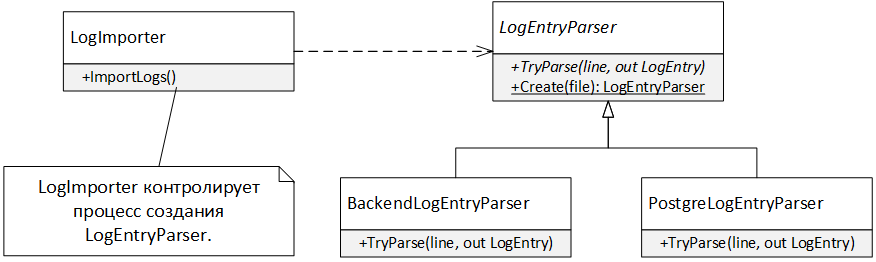 LogImporter
+ImportLogs()
LogImporter контролирует
процесс создания
LogEntryParser.
LogEntryParser
+TryParse(line, out LogEntry)
+Create(file): LogEntryParser
BackendLogEntryParser
+TryParse(line, out LogEntry)
PostgreLogEntryParser
+TryParse(line, out LogEntry)